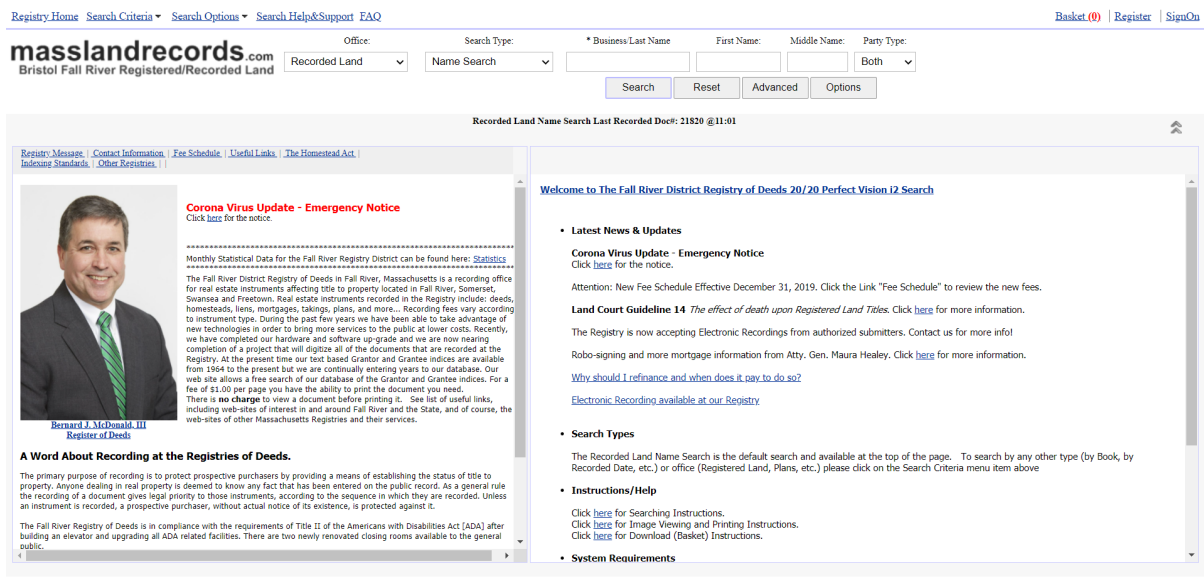 Registry Home Search Criteria Search Options Search Help&Support FAQ
Basket (0) | Register | SignOn
masslandrecords.com
Bristol Fall River Registered/Recorded Land
Office: Search Type: * Business/Last Name First Name: Middle Name: Party Type:
Recorded Land Name Search Both
Search Reset Advanced Options
Recorded Land Name Search Last Recorded Doc#: 21820 @11:01
Registry Message | Contact Information | Fee Schedule | Useful Links | The Homestead Act |
Indexing Standards | Other Registries | |
Corona Virus Update - Emergency Notice
Click here for the notice.
********************************************************************************
Monthly Statistical Data for the Fall River Registry District can be found here: Statistics
********************************************************************************
The Fall River District Registry of Deeds in Fall River, Massachusetts is a recording office
for real estate instruments affecting title to property located in Fall River, Somerset,
Swansea and Freetown. Real estate instruments recorded in the Registry include: deeds,
homesteads, liens, mortgages, takings, plans, and more... Recording fees vary according
to instrument type. During the past few years we have been able to take advantage of
new technologies in order to bring more services to the public at lower costs. Recently,
we have completed our hardware and software up-grade and we are now nearing
completion of a project that will digitize all of the documents that are recorded at the
Registry. At the present time our text based Grantor and Grantee indices are available
from 1964 to the present but we are continually entering years to our database. Our
web site allows a free search of our database of the Grantor and Grantee indices. For a
fee of $1.00 per page you have the ability to print the document you need.
There is no charge to view a document before printing it. See list of useful links,
including web-sites of interest in and around Fall River and the State, and of course, the
web-sites of other Massachusetts Registries and their services.
Bernard J. McDonald, III
Register of Deeds
A Word About Recording at the Registries of Deeds.
The primary purpose of recording is to protect prospective purchasers by providing a means of establishing the status of title to
property. Anyone dealing in real property is deemed to know any fact that has been entered on the public record. As a general rule
the recording of a document gives legal priority to those instruments, according to the sequence in which they are recorded. Unless
an instrument is recorded, a prospective purchaser, without actual notice of its existence, is protected against it.
The Fall River Registry of Deeds is in compliance with the requirements of Title II of the Americans with Disabilities Act [ADA] after
building an elevator and upgrading all ADA related facilities. There are two newly renovated closing rooms available to the general
public.
Welcome to The Fall River District Registry of Deeds 20/20 Perfect Vision i2 Search
• Latest News & Updates
Corona Virus Update - Emergency Notice
Click here for the notice.
Attention: New Fee Schedule Effective December 31, 2019. Click the Link "Fee Schedule" to review the new fees.
Land Court Guideline 14 The effect of death upon Registered Land Titles. Click here for more information.
The Registry is now accepting Electronic Recordings from authorized submitters. Contact us for more info!
Robo-signing and more mortgage information from Atty. Gen. Maura Healey. Click here for more information.
Why should I refinance and when does it pay to do so?
Electronic Recording available at our Registry
• Search Types
The Recorded Land Name Search is the default search and available at the top of the page. To search by any other type (by Book, by
Recorded Date, etc.) or office (Registered Land, Plans, etc.) please click on the Search Criteria menu item above
• Instructions/Help
Click here for Searching Instructions.
Click here for Image Viewing and Printing Instructions.
Click here for Download (Basket) Instructions.
• System Requirements